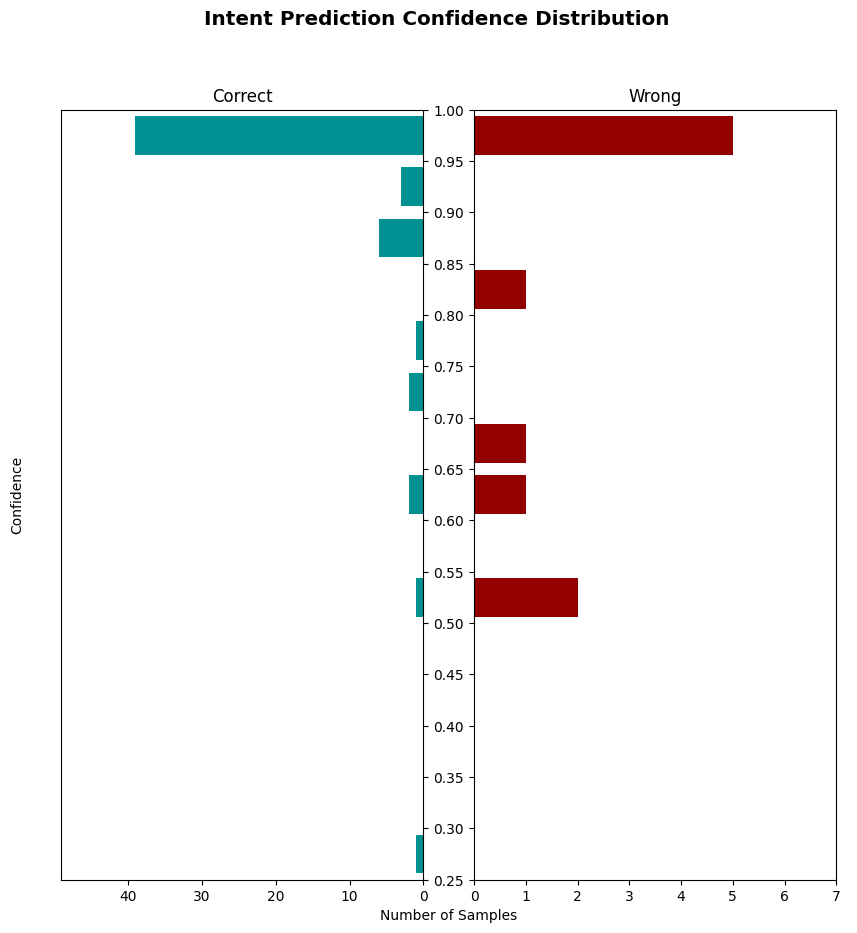 Intent Prediction Confidence Distribution
Correct
Wrong
1.00
0.95
0.90
0.85
0.80
0.75
0.70
0.65
0.60
0.55
0.50
0.45
0.40
0.35
0.30
0.25
Confidence
40 30 20 10 0
0 1 2 3 4 5 6 7
Number of Samples